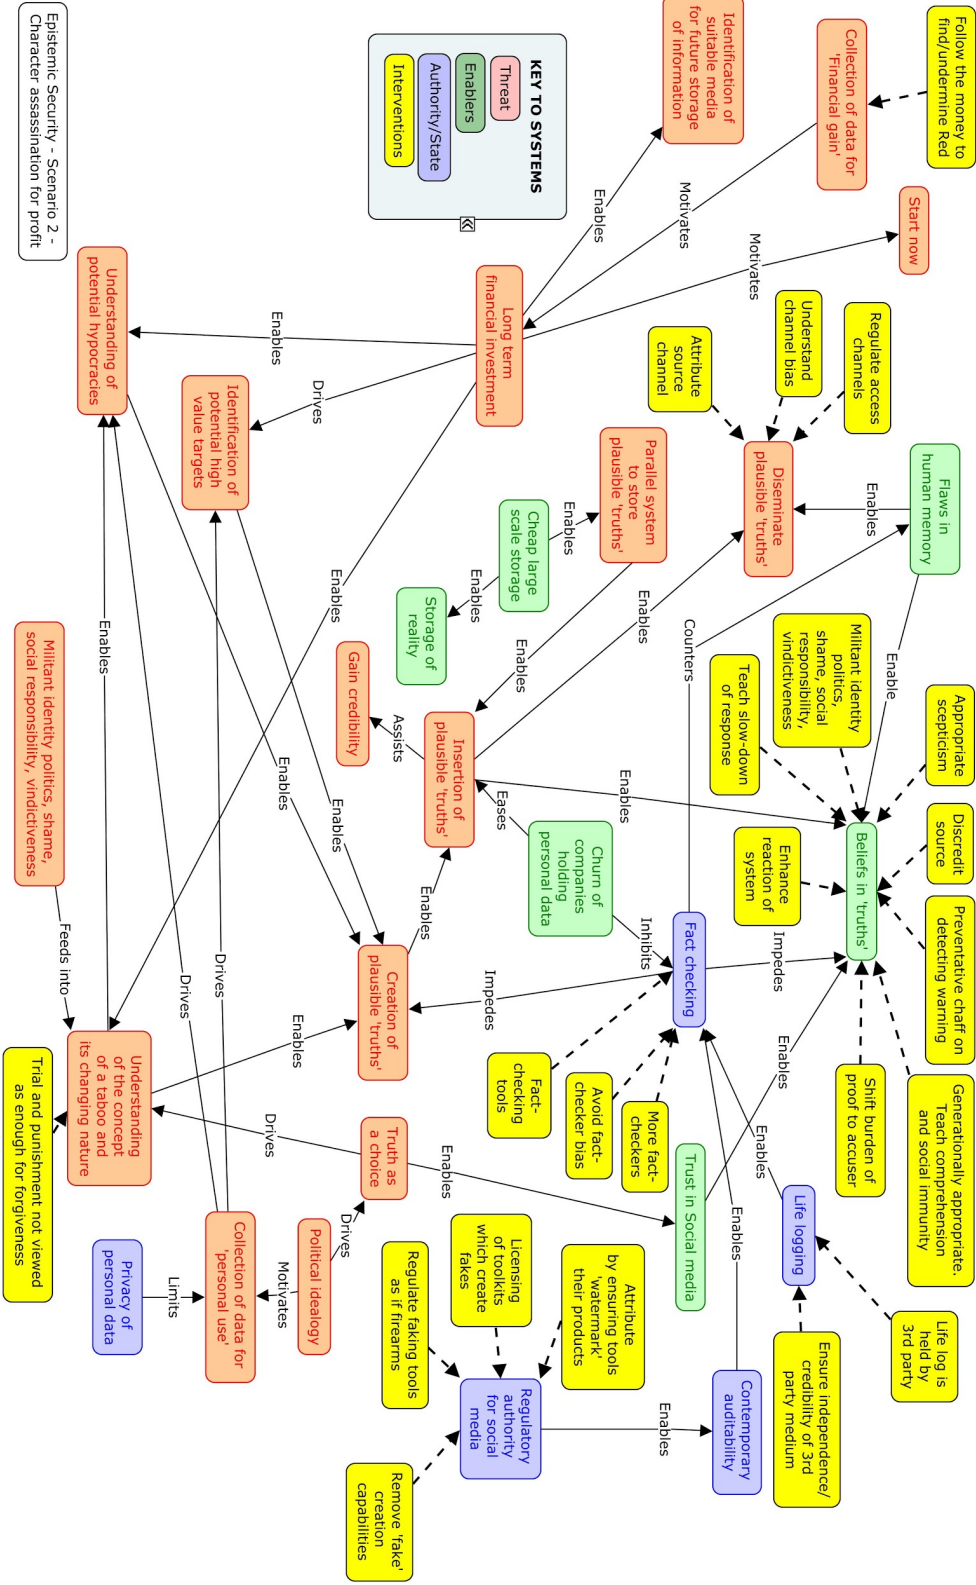 Follow the money to
find/undermine Red
Collection of data for
'Financial gain'
Identification of
suitable media
for future storage
of information
Start now
KEY TO SYSTEMS
Threat
Enablers
Authority/State
Interventions
Epistemic Security - Scenario 2 -
Character assassination for profit
Enables
Motivates
Motivates
Long term
financial investment
Understanding of
potential hypocracies
Enables
Drives
Identification of
potential high
value targets
Regulate access
channels
Understand
channel bias
Attribute
source
channel
Flaws in
human memory
Enables
Diseminate
plausible 'truths'
Parallel system
to store
plausible 'truths'
Enables
Cheap large
scale storage
Enables
Storage of
reality
Enables
Enable
Enables
Counters
Enables
Gain credibility
Assists
Insertion of
plausible 'truths'
Enables
Eases
Enables
Enables
Enables
Enables
Militant identity politics, shame,
social responsibility, vindictiveness
Feeds into
Militant identity
politics,
shame, social
responsibility,
vindictiveness
Teach slow-down
of response
Appropriate
scepticism
Discredit
source
Preventative chaff on
detecting warning
Beliefs in 'truths'
Enhance
reaction of
system
Churn of
companies
holding
personal data
Inhibits
Impedes
Fact checking
Impedes
Creation of
plausible 'truths'
Enables
Drives
Drives
Understanding
of the concept
of a taboo and
its changing nature
Trial and punishment not viewed
as enough for forgiveness
Fact-
checking
tools
Avoid fact-
checker bias
More fact-
checkers
Enables
Enables
Enables
Shift burden of
proof to accuser
Generationally appropriate.
Teach comprehension
and social immunity
Life logging
Trust in Social media
Enables
Truth as
a choice
Drives
Drives
Political idealogy
Motivates
Collection of data for
'personal use'
Limits
Privacy of
personal data
Life log is
held by
3rd party
Ensure independence/
credibility of 3rd
party medium
Contemporary
auditability
Enables
Attribute
by ensuring tools
'watermark'
their products
Licensing
of toolkits
which create
fakes
Regulate faking tools
as if firearms
Regulatory
authority
for social
media
Remove 'fake'
creation
capabilities